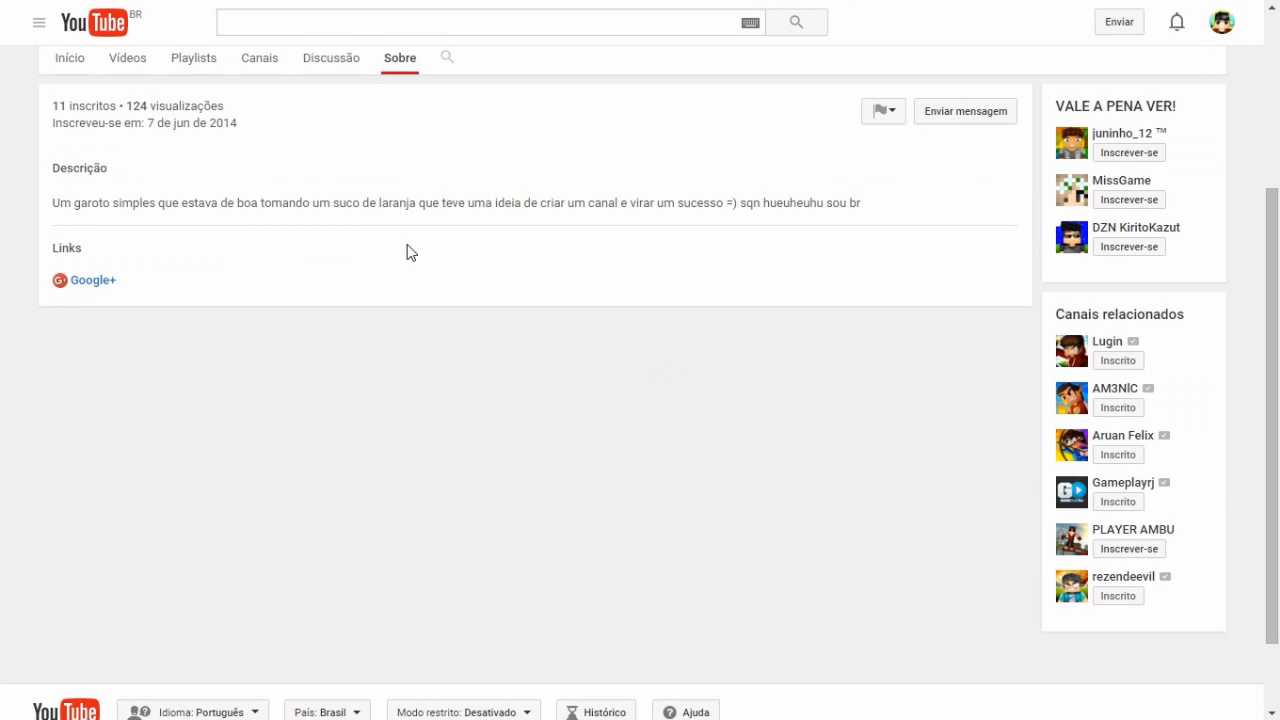 YouTube BR
Enviar
Início Vídeos Playlists Canais Discussão Sobre
11 inscritos • 124 visualizações
Inscreveu-se em: 7 de jun de 2014
Enviar mensagem
Descrição
Um garoto simples que estava de boa tomando um suco de laranja que teve uma ideia de criar um canal e virar um sucesso =) sqn hueuheuhu sou br
Links
G+ Google+
VALE A PENA VER!
juninho_12 ™
Inscrever-se
MissGame
Inscrever-se
DZN KiritoKazut
Inscrever-se
Canais relacionados
Lugin
Inscrito
AM3NlC
Inscrito
Aruan Felix
Inscrito
Gameplayrj
Inscrito
PLAYER AMBU
Inscrever-se
rezendeevil
Inscrito
YouTube Idioma: Português País: Brasil Modo restrito: Desativado Histórico Ajuda